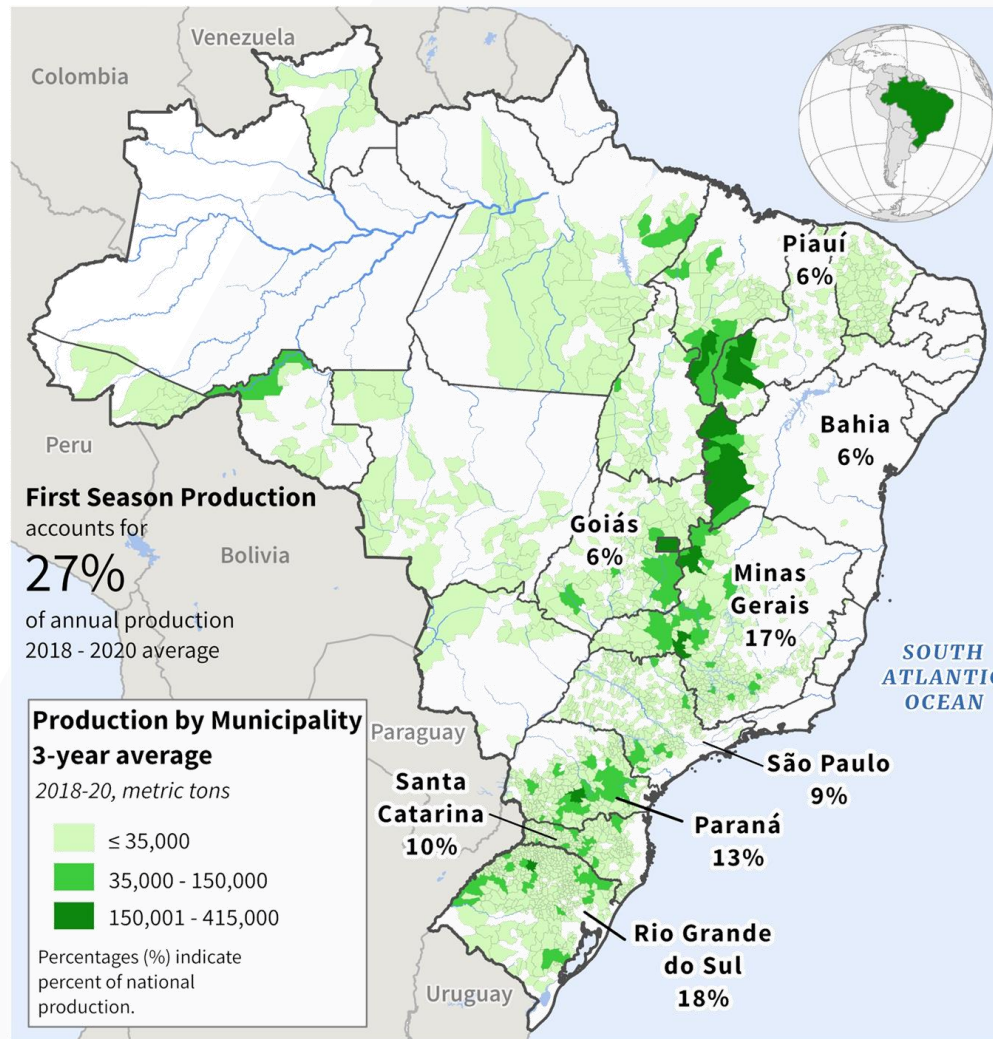 Venezuela
Colombia
Piauí
6%
Bahia
6%
Peru
First Season Production
accounts for
27%
of annual production
2018 - 2020 average
Bolivia
Goiás
6%
Minas
Gerais
17%
SOUTH
ATLANTIC
OCEAN
Production by Municipality
3-year average
2018-20, metric tons
≤ 35,000
35,000 - 150,000
150,001 - 415,000
Percentages (%) indicate
percent of national
production.
Paraguay
São Paulo
9%
Santa
Catarina
10%
Paraná
13%
Rio Grande
do Sul
18%
Uruguay